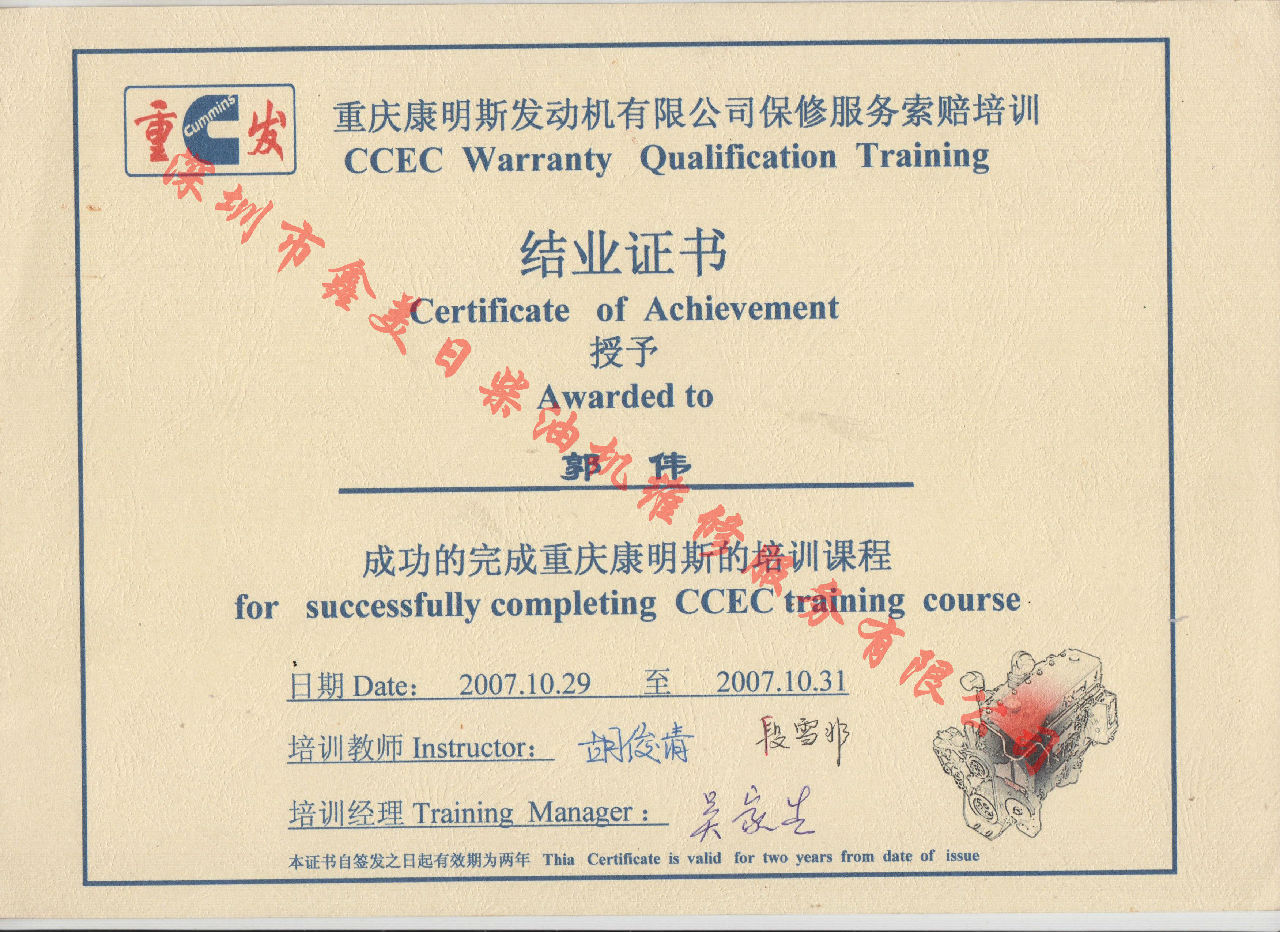 重 Cummins 发
重庆康明斯发动机有限公司保修服务索赔培训
CCEC Warranty Qualification Training
结业证书
Certificate of Achievement
授予
Awarded to
郭 伟
成功的完成重庆康明斯的培训课程
for successfully completing CCEC training course
日期 Date： 2007.10.29 至 2007.10.31
培训教师 Instructor： 胡俊清 段雪非
培训经理 Training Manager： 吴家生
本证书自签发之日起有效期为两年 Thia Certificate is valid for two years from date of issue
深圳市鑫美日柴油机维修服务有限公司